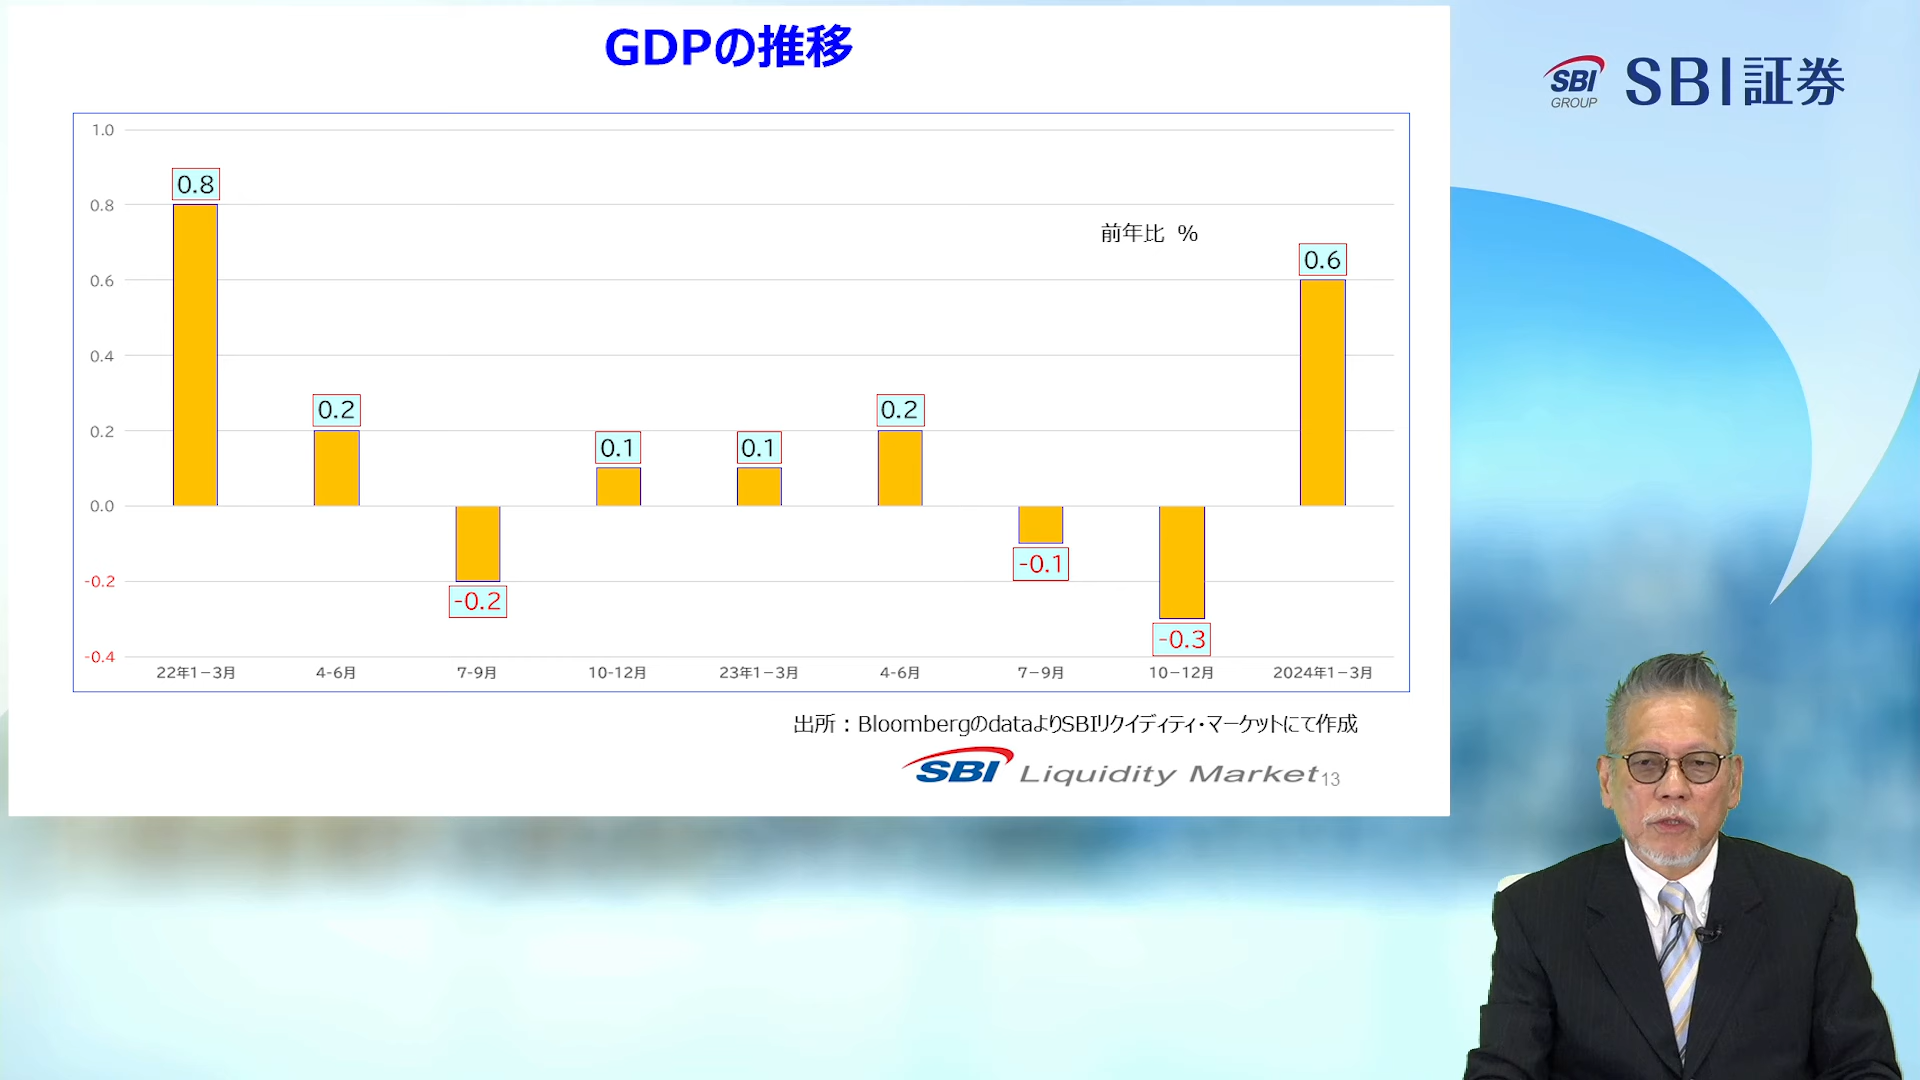 GDPの推移
SBI GROUP SBI証券
1.0
0.8
0.6
0.4
0.2
0.0
-0.2
-0.4
前年比 %
0.8
0.2
-0.2
0.1
0.1
0.2
-0.1
-0.3
0.6
22年1－3月 4-6月 7-9月 10-12月 23年1－3月 4-6月 7－9月 10－12月 2024年1－3月
出所：BloombergのdataよりSBIリクイディティ・マーケットにて作成
SBI Liquidity Market 13